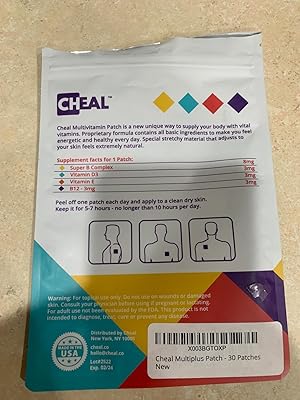 CHEAL™
Cheal Multivitamin Patch is a new unique way to supply your body with vital
vitamins. Proprietary formula contains all basic ingredients to make you feel
energetic and healthy every day. Special stretchy material that adjusts to
your skin feels extremely natural.
Supplement facts for 1 Patch:
Super B Complex 8mg
Vitamin D3 3mg
Vitamin E 3mg
B12 - 3mg
Peel off one patch each day and apply to a clean dry skin.
Keep it for 5-7 hours - no longer than 10 hours per day.
Warning: For topical use only. Do not use on wounds or damaged
skin. Consult your physician before using if pregnant or
For adult use not been evaluated by the FDA. This product is not
intended to diagnose, treat, cure or prevent any disease.
MADE IN THE
USA
Distributed by Cheal
New York, NY 10005
cheal.co
hello@cheal.co
Lot#2522
Exp. 02/24
X003BGTOXP
Cheal Multiplus Patch - 30 Patches
New